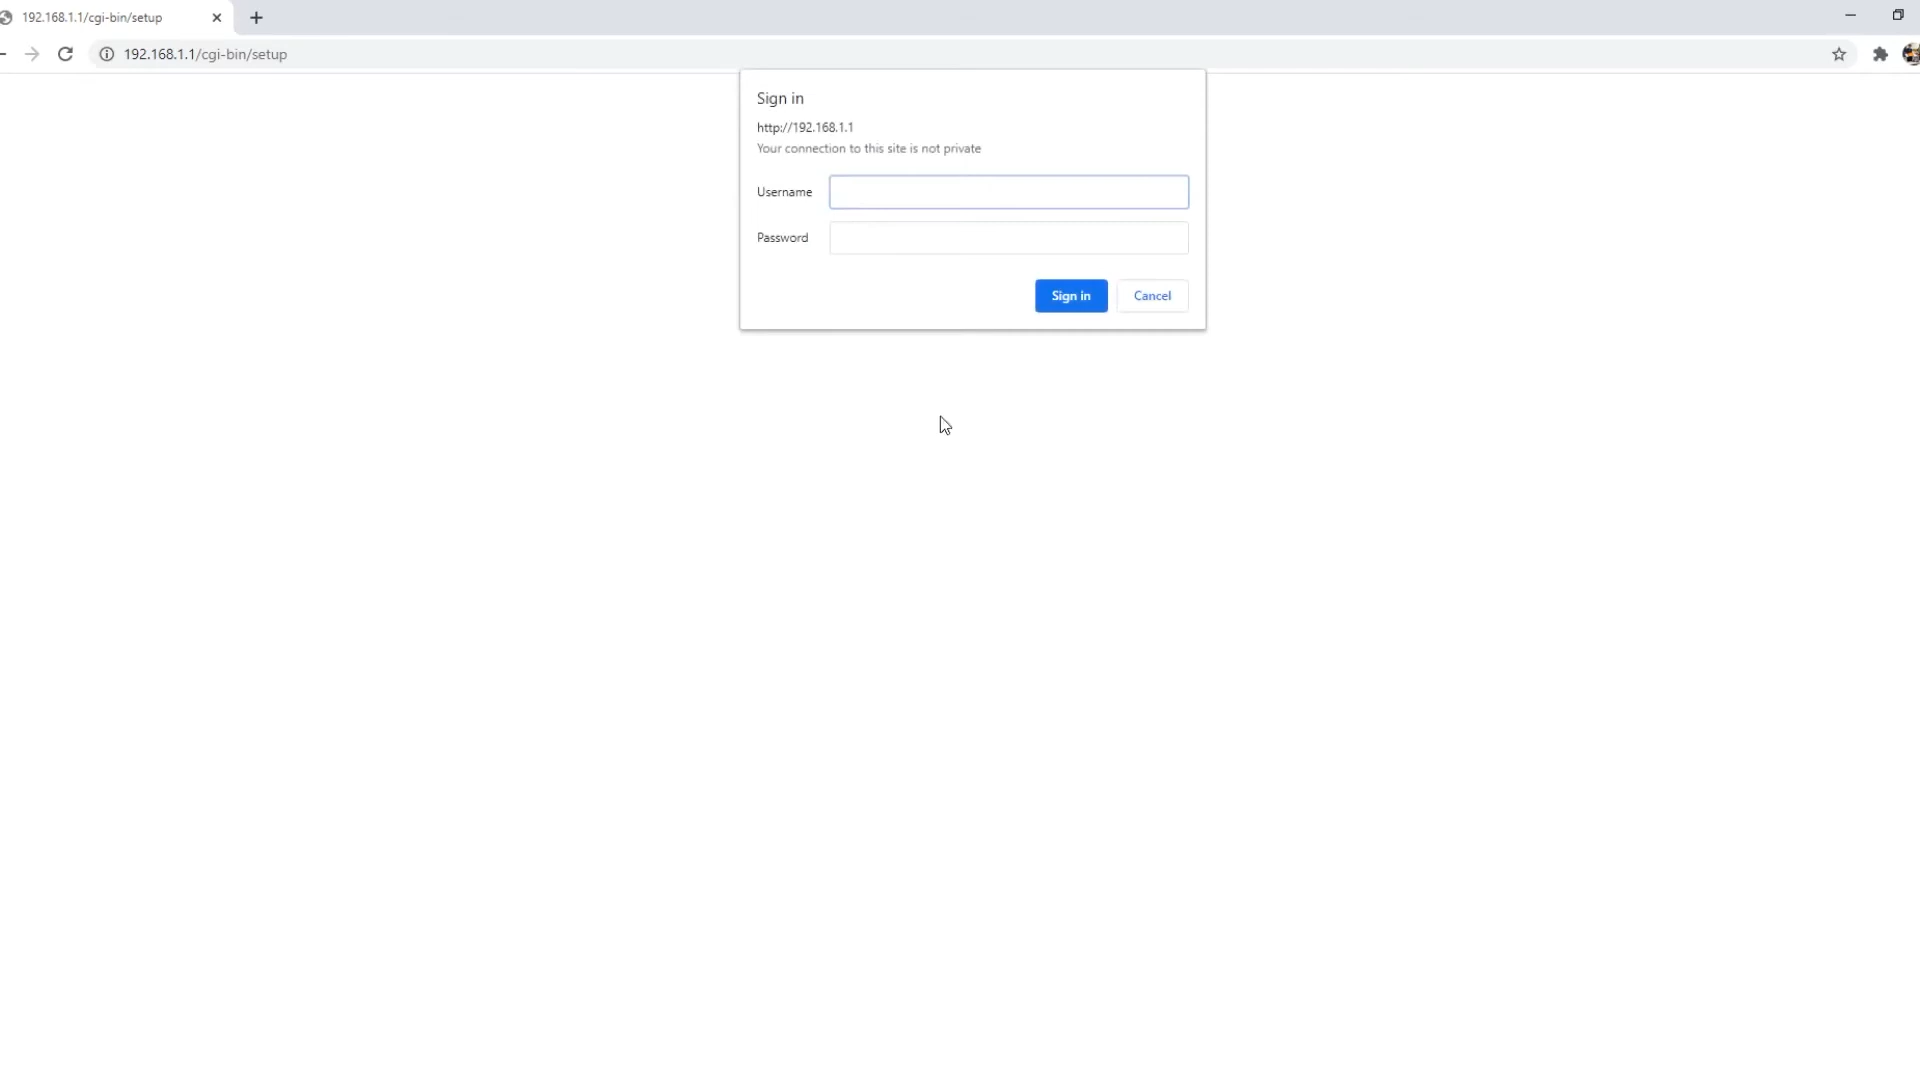 192.168.1.1/cgi-bin/setup
192.168.1.1/cgi-bin/setup
Sign in
http://192.168.1.1
Your connection to this site is not private
Username
Password
Sign in Cancel